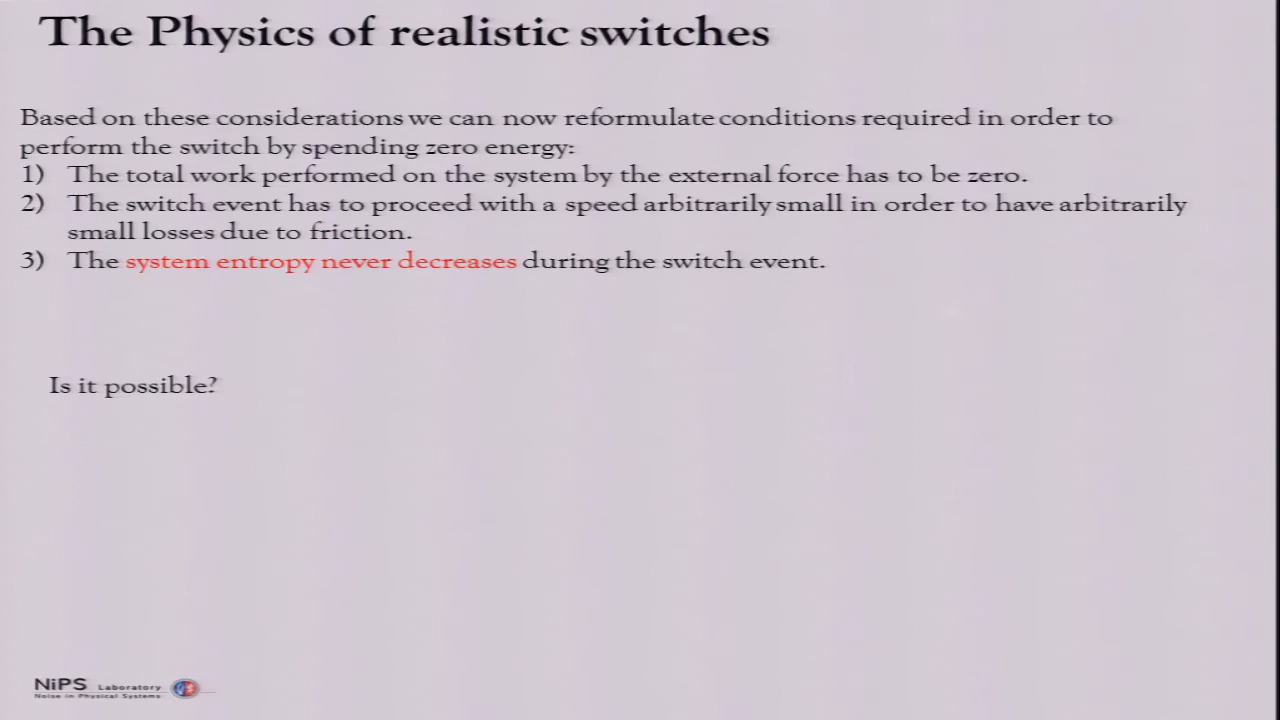 The Physics of realistic switches
Based on these considerations we can now reformulate conditions required in order to
perform the switch by spending zero energy:
1) The total work performed on the system by the external force has to be zero.
2) The switch event has to proceed with a speed arbitrarily small in order to have arbitrarily
small losses due to friction.
3) The system entropy never decreases during the switch event.
Is it possible?
NiPS Laboratory
Noise in Physical Systems